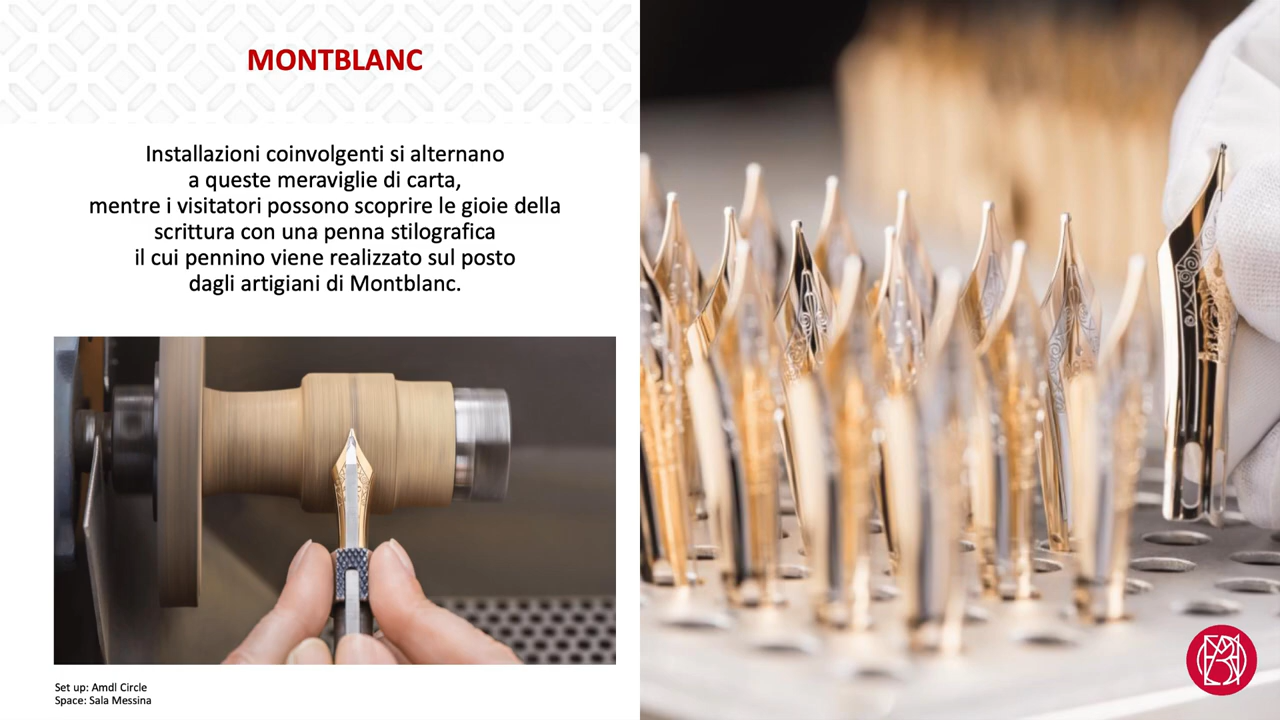 MONTBLANC
Installazioni coinvolgenti si alternano
a queste meraviglie di carta,
mentre i visitatori possono scoprire le gioie della
scrittura con una penna stilografica
il cui pennino viene realizzato sul posto
dagli artigiani di Montblanc.
Set up: Amdl Circle
Space: Sala Messina